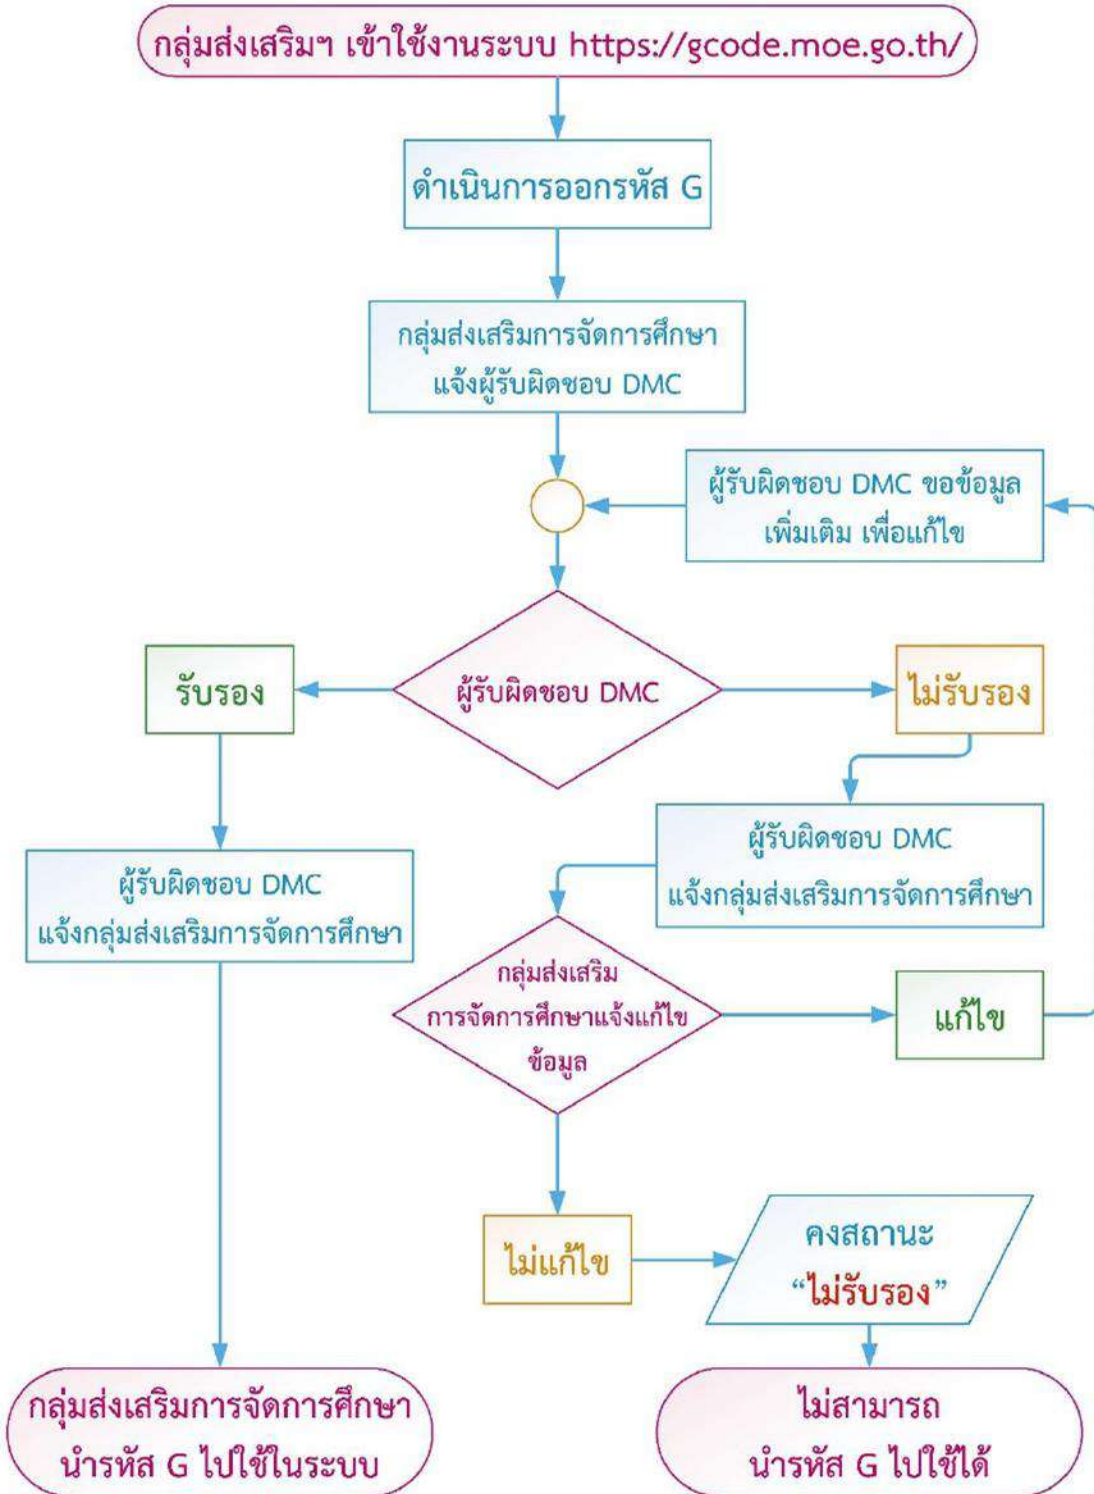 กลุ่มส่งเสริมฯ เข้าใช้งานระบบ https://gcode.moe.go.th/
ดำเนินการออกรหัส G
กลุ่มส่งเสริมการจัดการศึกษา
แจ้งผู้รับผิดชอบ DMC
ผู้รับผิดชอบ DMC ขอข้อมูล
เพิ่มเติม เพื่อแก้ไข
รับรอง
ผู้รับผิดชอบ DMC
ไม่รับรอง
ผู้รับผิดชอบ DMC
แจ้งกลุ่มส่งเสริมการจัดการศึกษา
ผู้รับผิดชอบ DMC
แจ้งกลุ่มส่งเสริมการจัดการศึกษา
กลุ่มส่งเสริม
การจัดการศึกษาแจ้งแก้ไข
ข้อมูล
แก้ไข
ไม่แก้ไข
คงสถานะ
“ไม่รับรอง”
กลุ่มส่งเสริมการจัดการศึกษา
นำรหัส G ไปใช้ในระบบ
ไม่สามารถ
นำรหัส G ไปใช้ได้